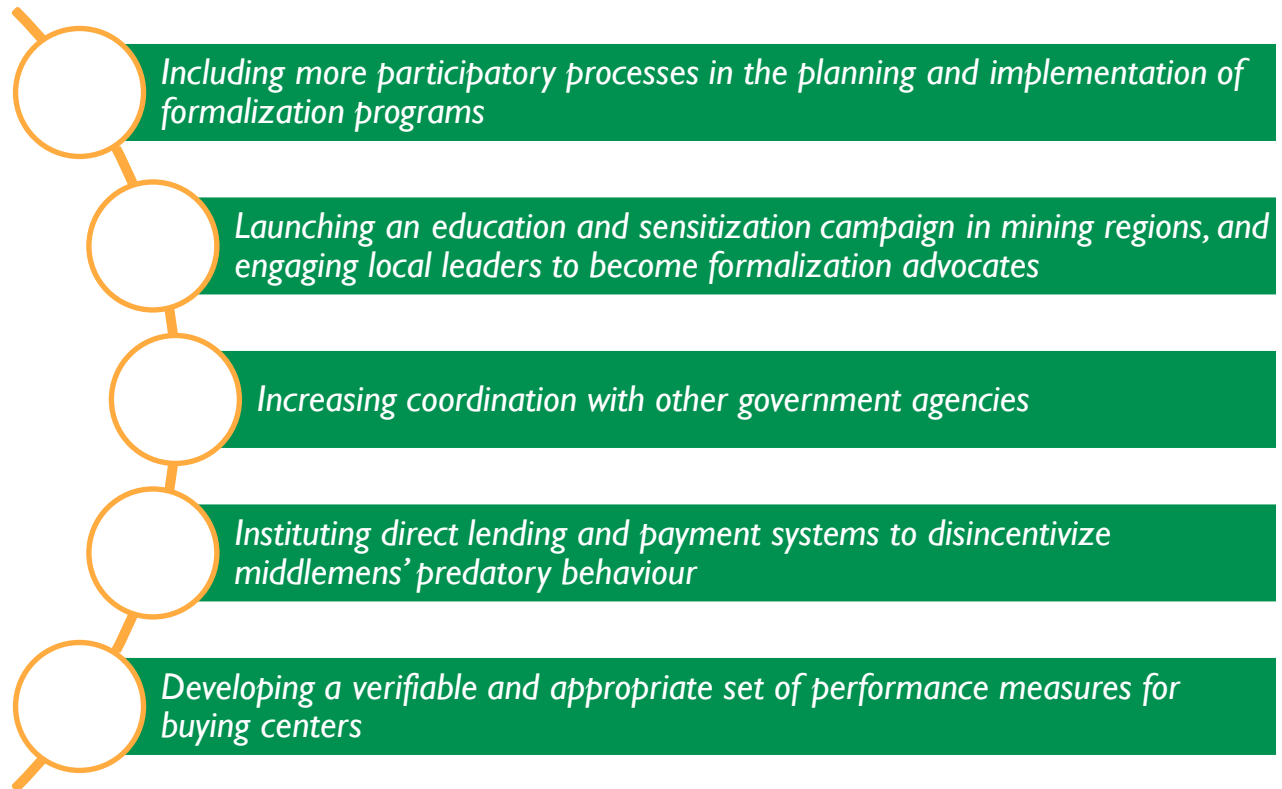 Including more participatory processes in the planning and implementation of
formalization programs
Launching an education and sensitization campaign in mining regions, and
engaging local leaders to become formalization advocates
Increasing coordination with other government agencies
Instituting direct lending and payment systems to disincentivize
middlemens’ predatory behaviour
Developing a verifiable and appropriate set of performance measures for
buying centers